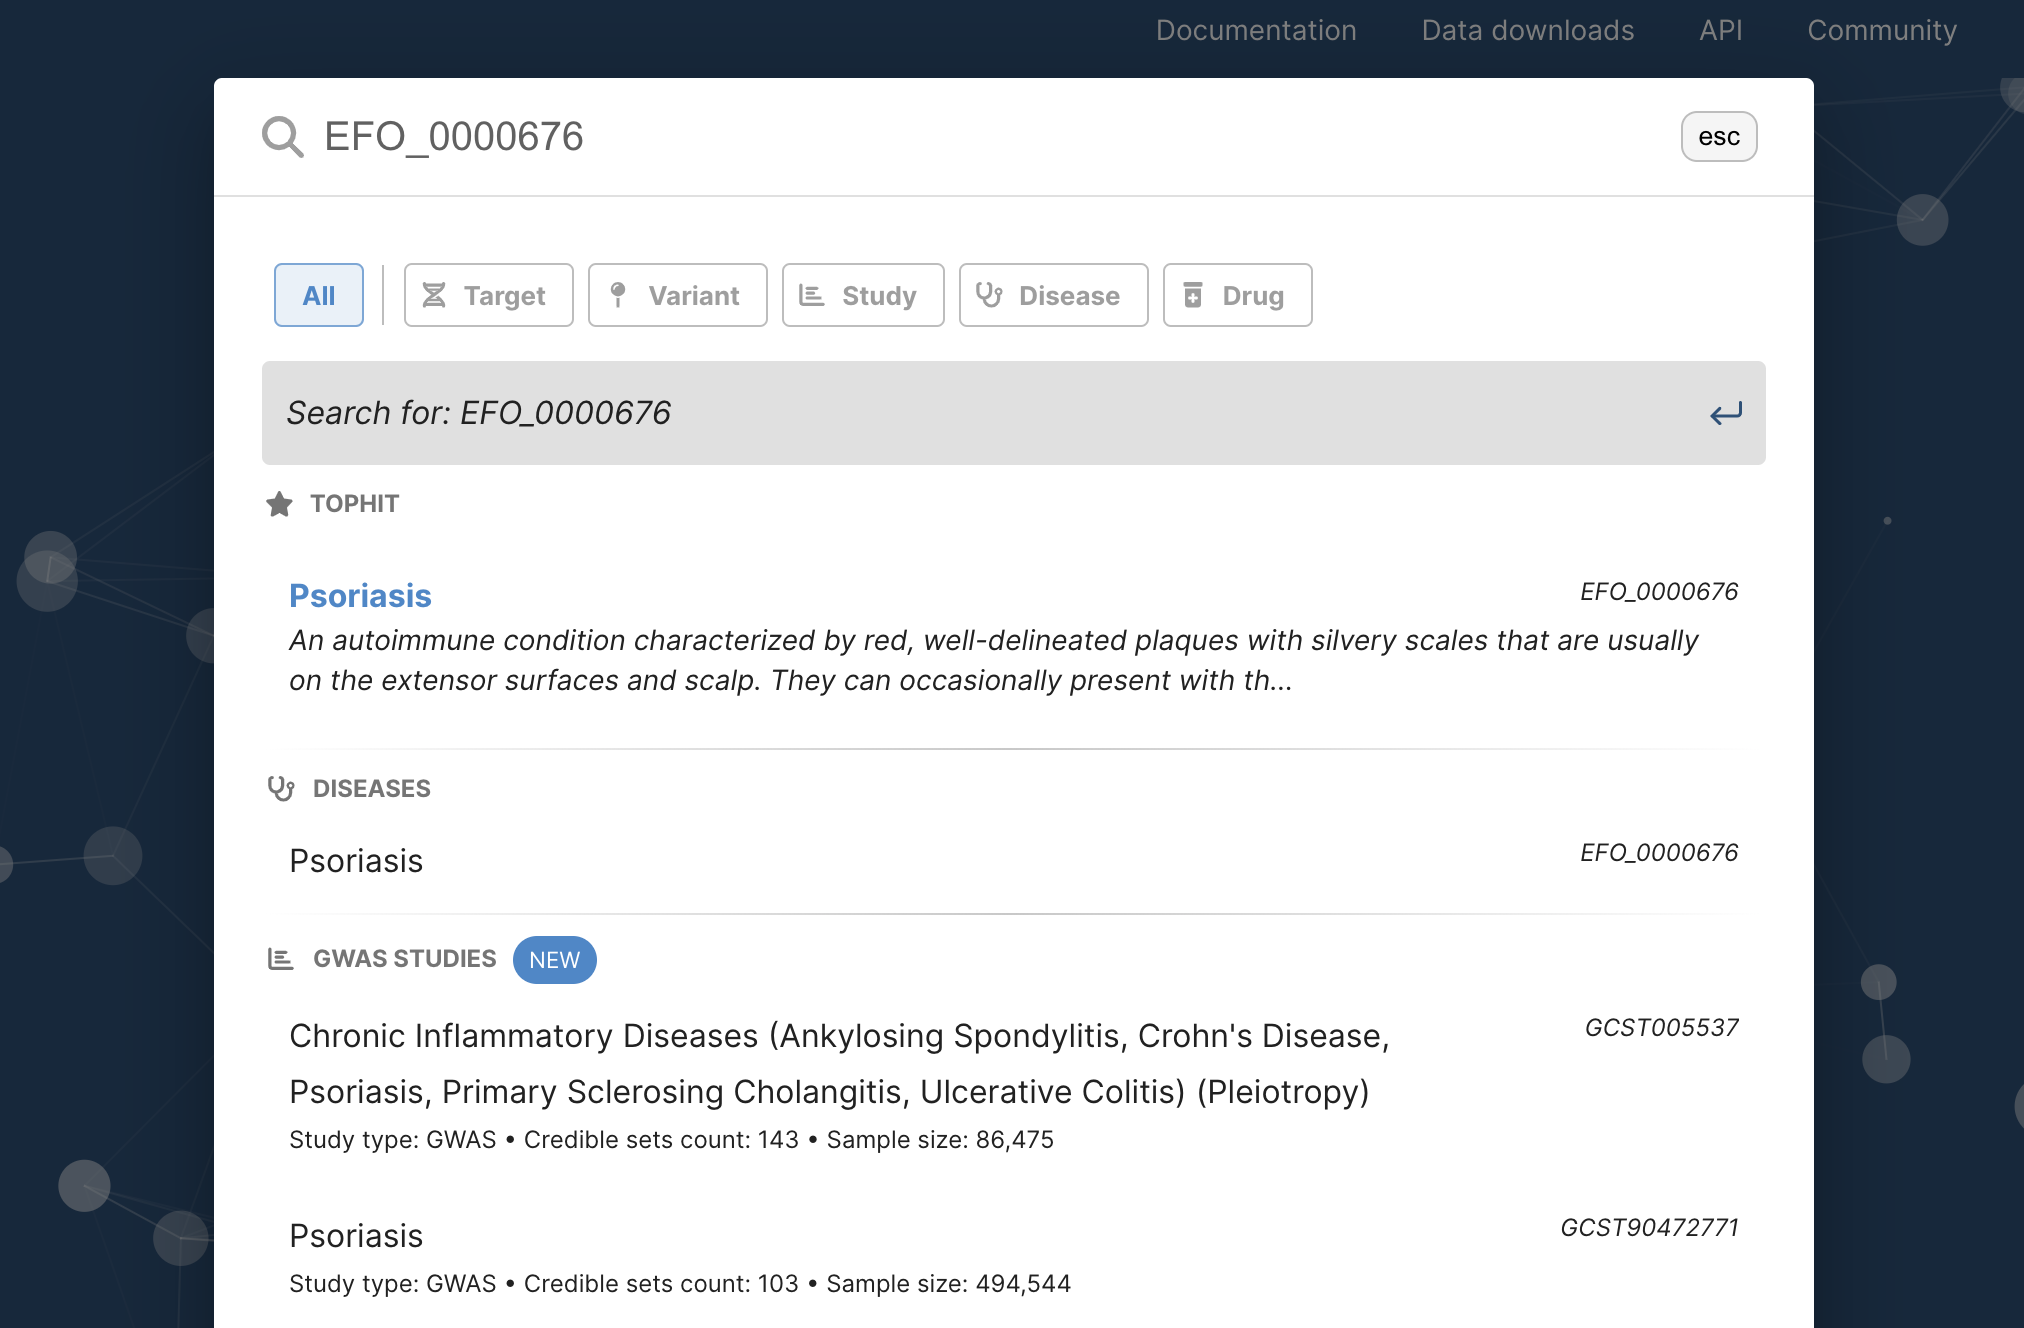 Documentation Data downloads API Community
EFO_0000676
esc
All Target Variant Study Disease Drug
Search for: EFO_0000676
TOPHIT
Psoriasis EFO_0000676
An autoimmune condition characterized by red, well-delineated plaques with silvery scales that are usually
on the extensor surfaces and scalp. They can occasionally present with th...
DISEASES
Psoriasis EFO_0000676
GWAS STUDIES NEW
Chronic Inflammatory Diseases (Ankylosing Spondylitis, Crohn's Disease, GCST005537
Psoriasis, Primary Sclerosing Cholangitis, Ulcerative Colitis) (Pleiotropy)
Study type: GWAS • Credible sets count: 143 • Sample size: 86,475
Psoriasis GCST90472771
Study type: GWAS • Credible sets count: 103 • Sample size: 494,544